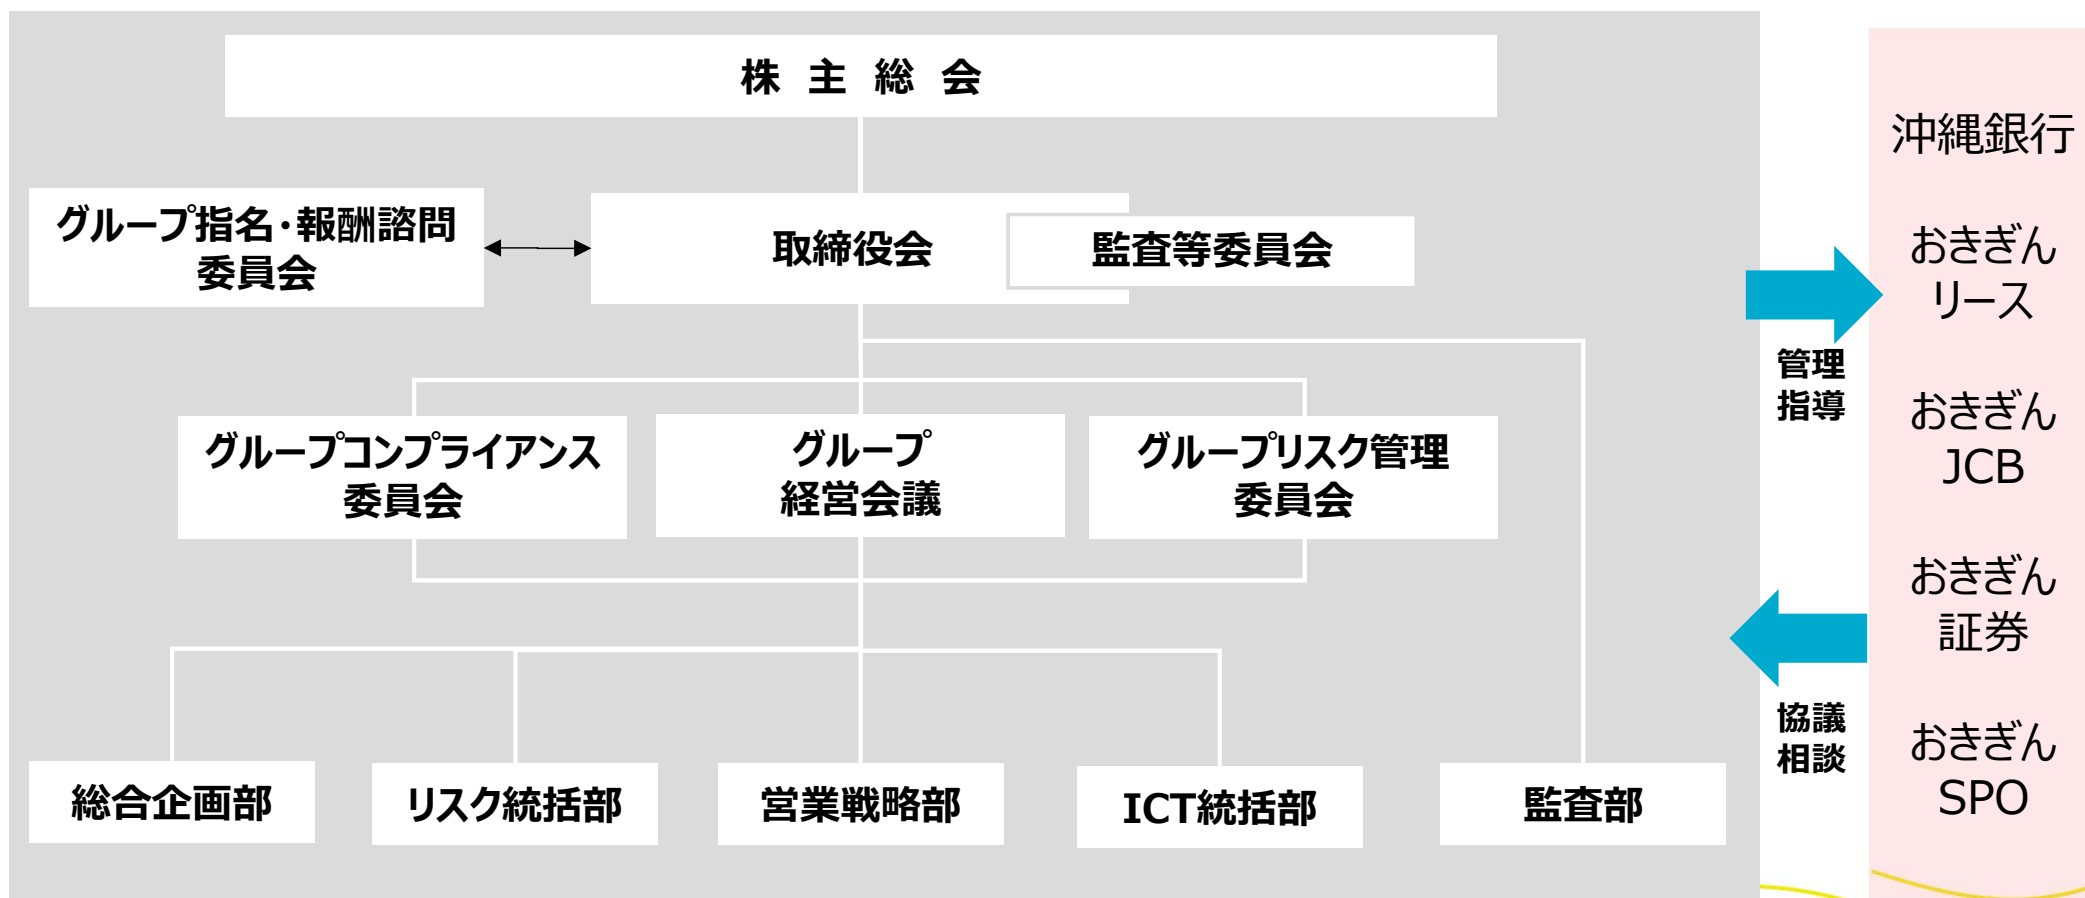 株 主 総 会
グループ指名・報酬諮問
委員会
取締役会
監査等委員会
グループコンプライアンス
委員会
グループ
経営会議
グループリスク管理
委員会
総合企画部
リスク統括部
営業戦略部
ICT統括部
監査部
管理
指導
協議
相談
沖縄銀行
おきぎん
リース
おきぎん
JCB
おきぎん
証券
おきぎん
SPO